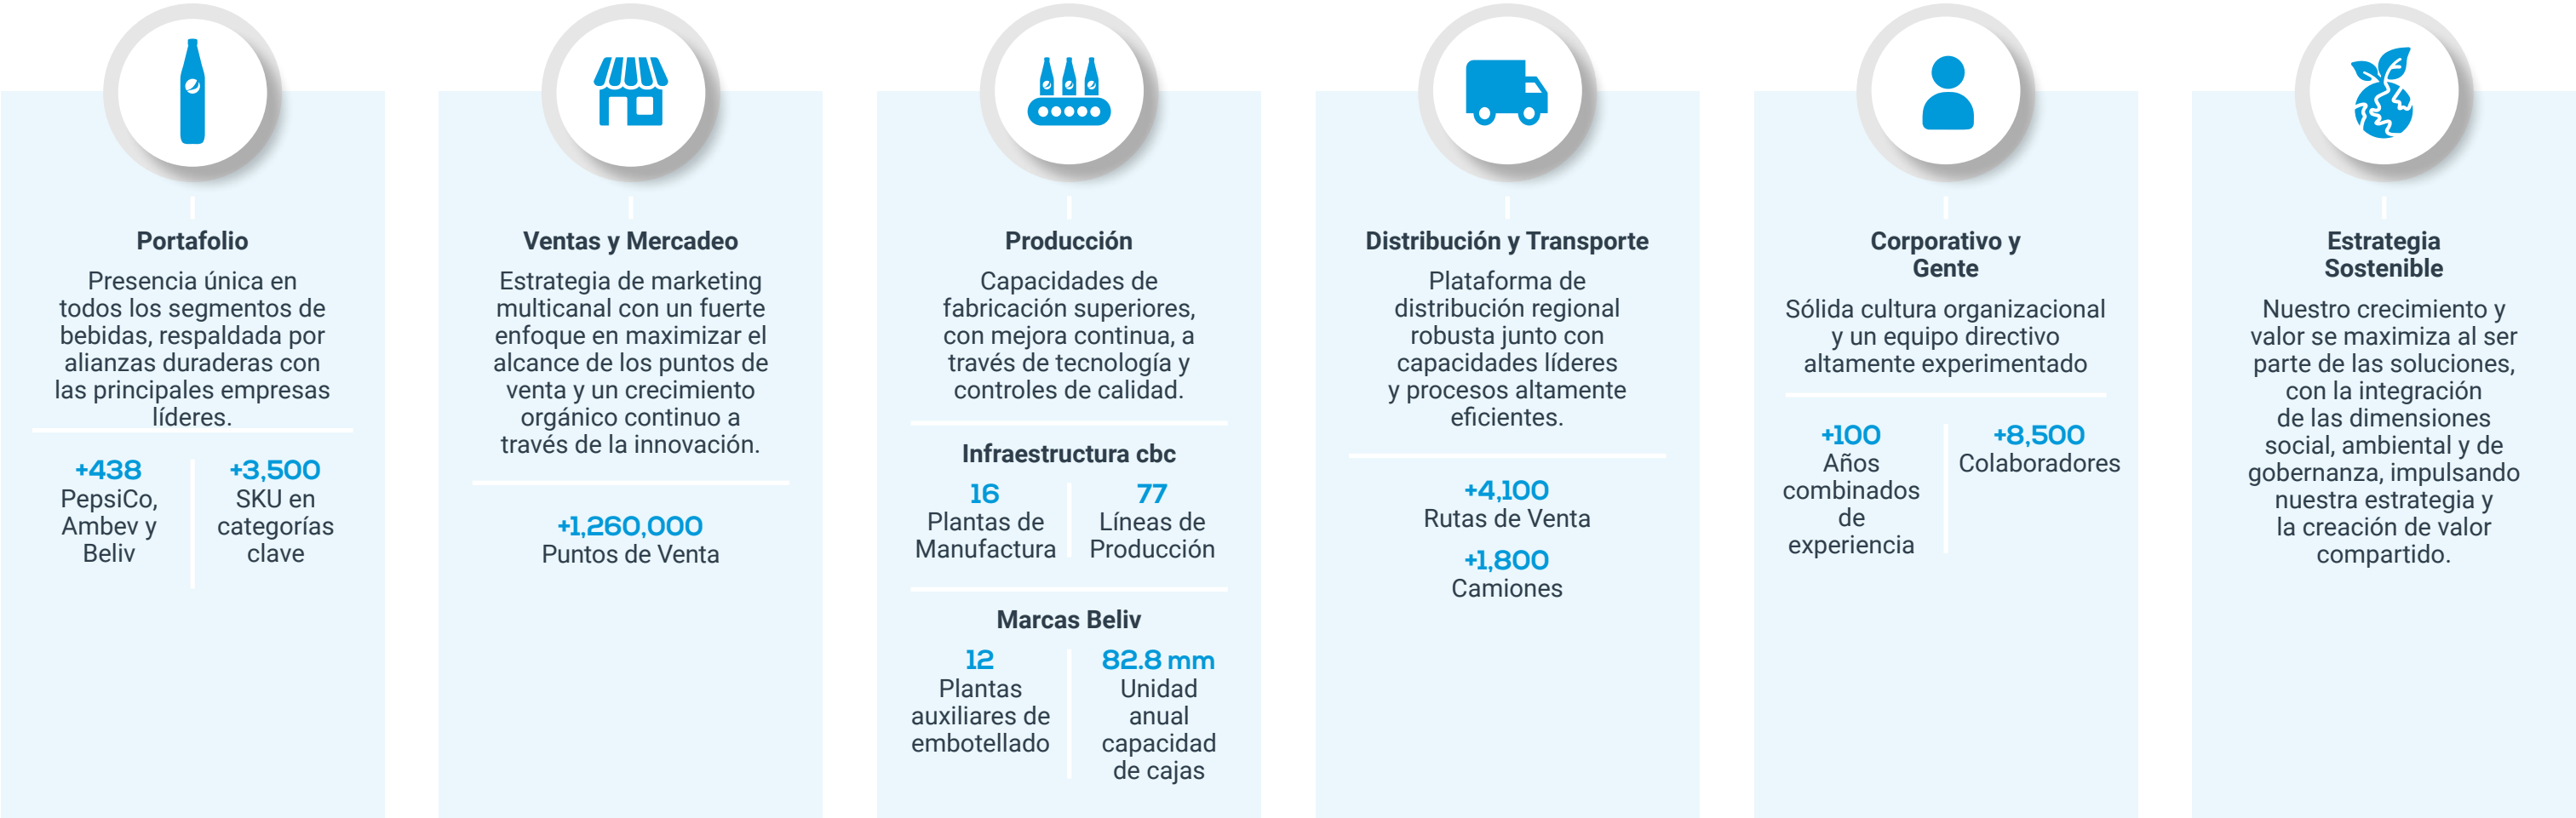 Portafolio
Presencia única en
todos los segmentos de
bebidas, respaldada por
alianzas duraderas con
las principales empresas
líderes.
+438
PepsiCo,
Ambev y
Beliv
+3,500
SKU en
categorías
clave
Ventas y Mercadeo
Estrategia de marketing
multicanal con un fuerte
enfoque en maximizar el
alcance de los puntos de
venta y un crecimiento
orgánico continuo a
través de la innovación.
+1,260,000
Puntos de Venta
Producción
Capacidades de
fabricación superiores,
con mejora continua, a
través de tecnología y
controles de calidad.
Infraestructura cbc
16
Plantas de
Manufactura
77
Líneas de
Producción
Marcas Beliv
12
Plantas
auxiliares de
embotellado
82.8 mm
Unidad
anual
capacidad
de cajas
Distribución y Transporte
Plataforma de
distribución regional
robusta junto con
capacidades líderes
y procesos altamente
eficientes.
+4,100
Rutas de Venta
+1,800
Camiones
Corporativo y
Gente
Sólida cultura organizacional
y un equipo directivo
altamente experimentado
+100
Años
combinados
de
experiencia
+8,500
Colaboradores
Estrategia
Sostenible
Nuestro crecimiento y
valor se maximiza al ser
parte de las soluciones,
con la integración
de las dimensiones
social, ambiental y de
gobernanza, impulsando
nuestra estrategia y
la creación de valor
compartido.